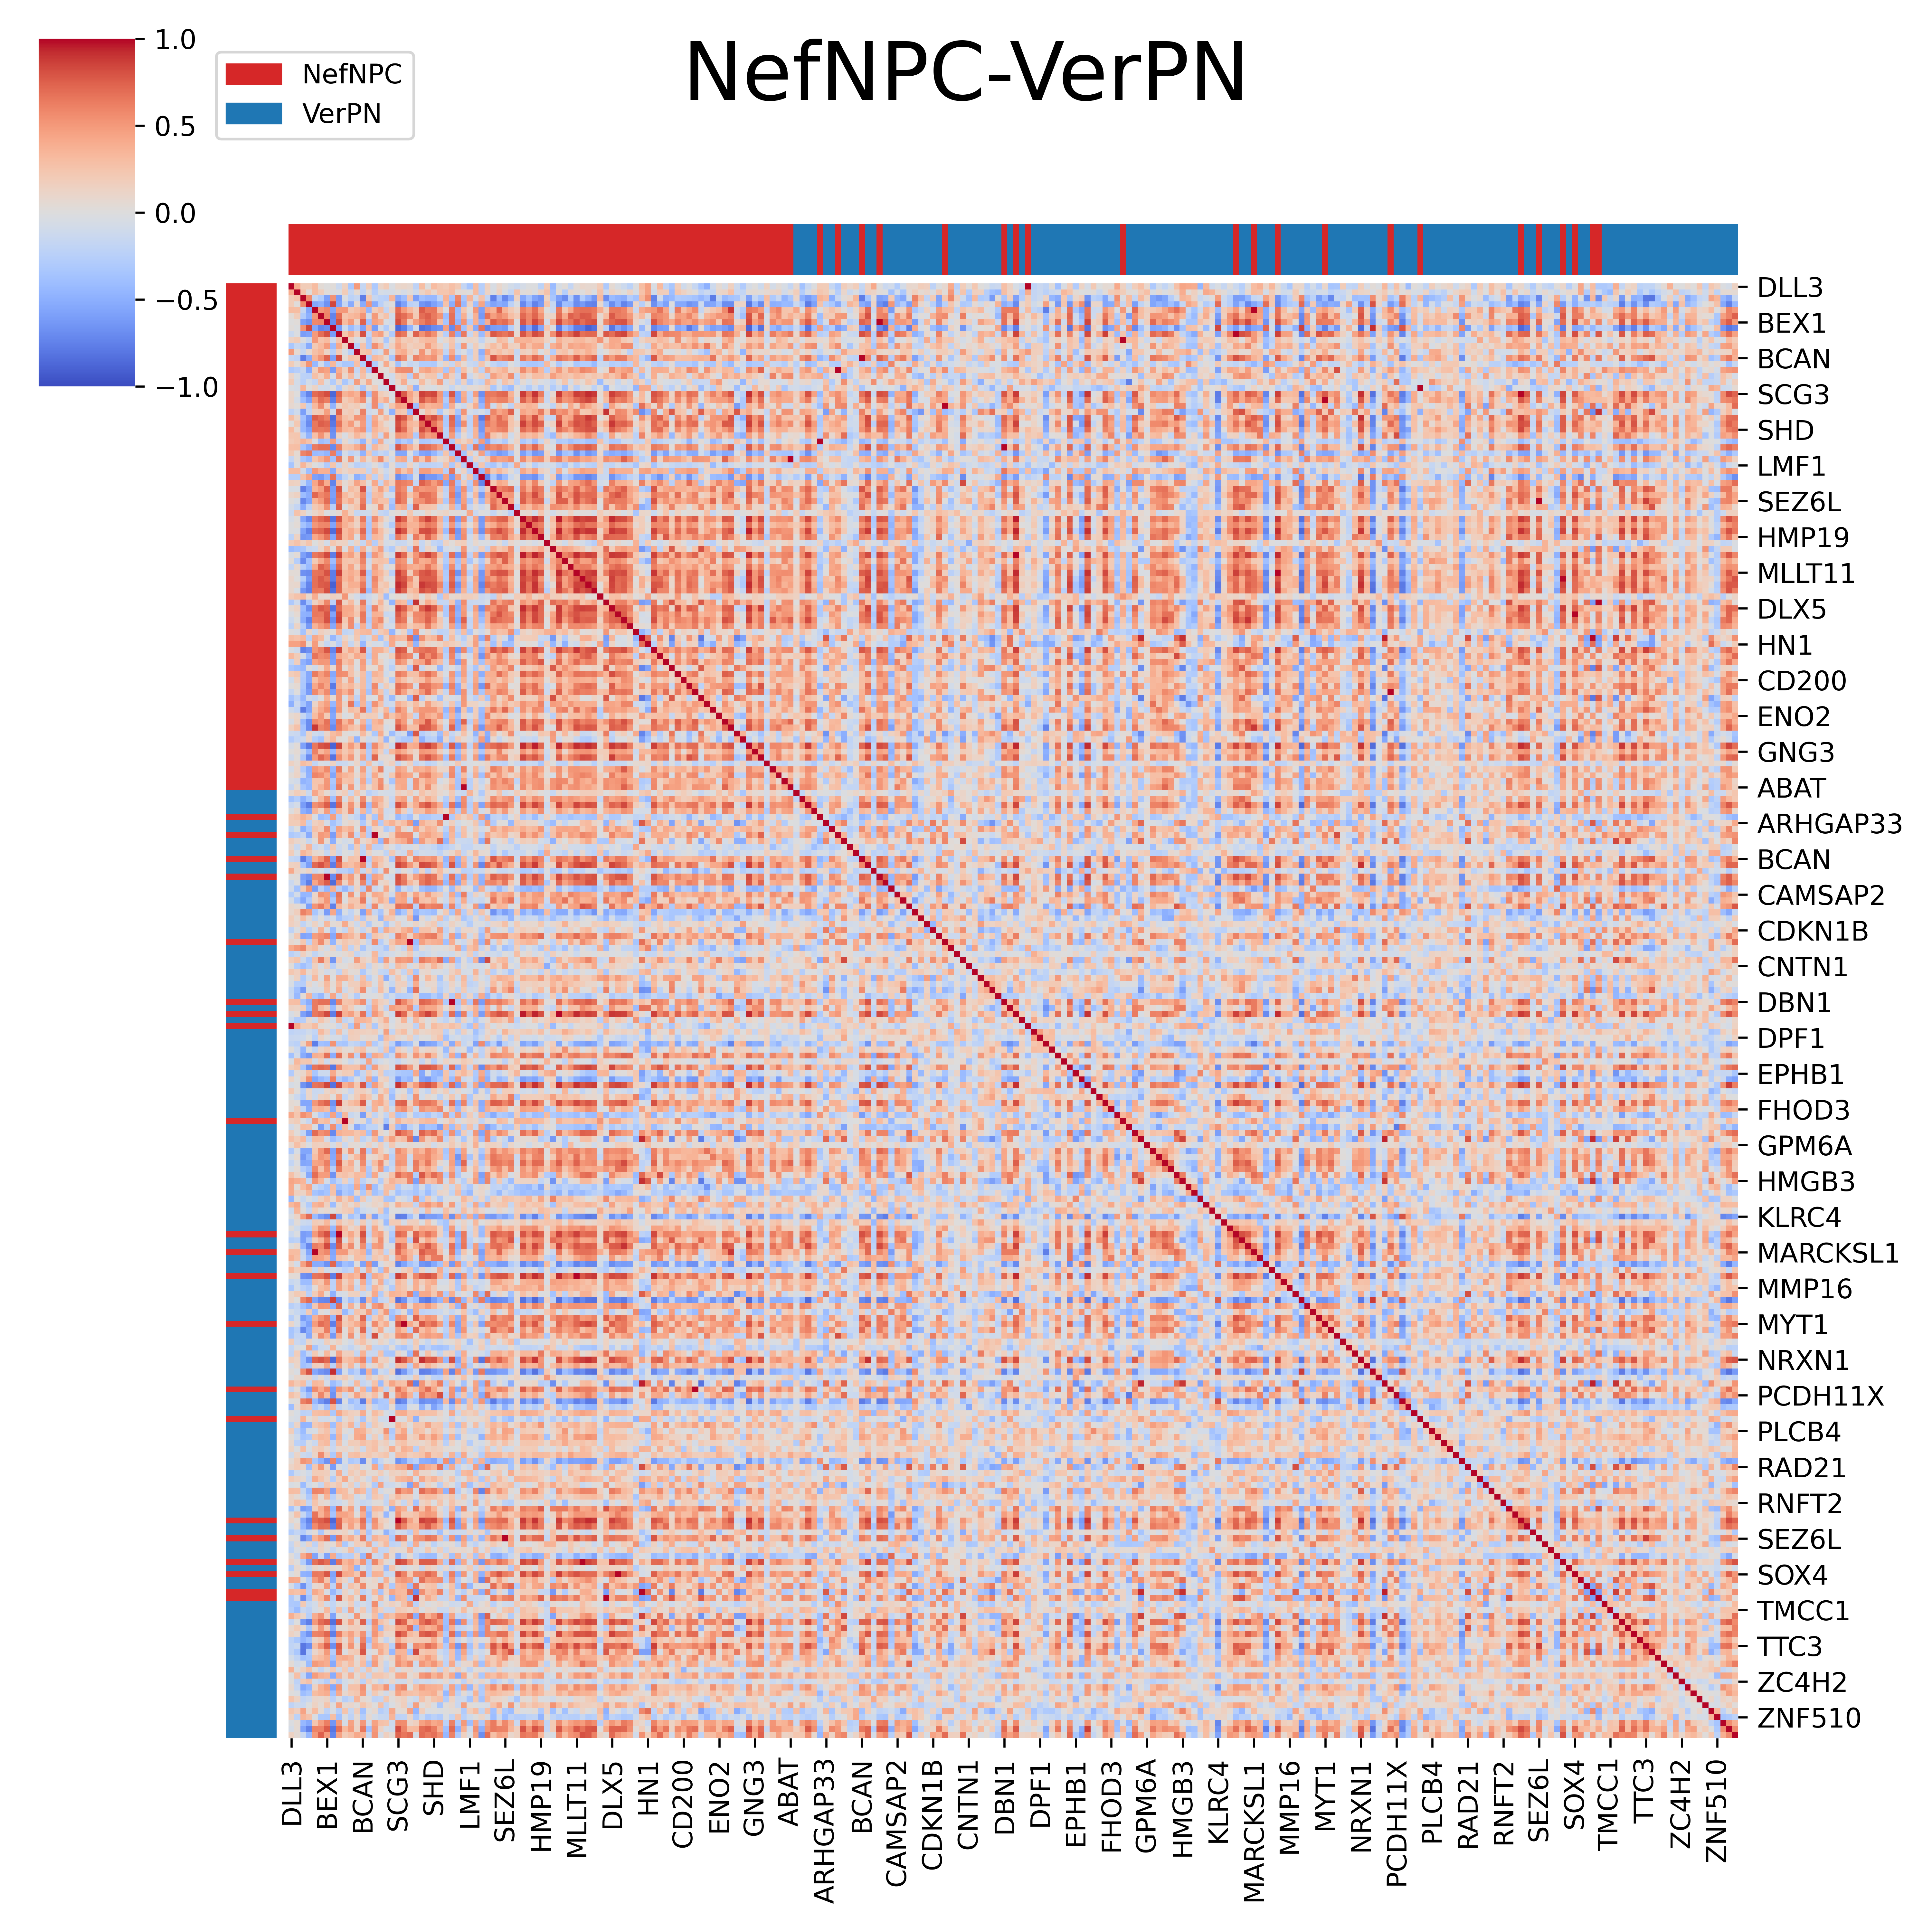 NefNPC-VerPN
1.0
0.5
0.0
−0.5
−1.0
NefNPC
VerPN
DLL3
BEX1
BCAN
SCG3
SHD
LMF1
SEZ6L
HMP19
MLLT11
DLX5
HN1
CD200
ENO2
GNG3
ABAT
ARHGAP33
BCAN
CAMSAP2
CDKN1B
CNTN1
DBN1
DPF1
EPHB1
FHOD3
GPM6A
HMGB3
KLRC4
MARCKSL1
MMP16
MYT1
NRXN1
PCDH11X
PLCB4
RAD21
RNFT2
SEZ6L
SOX4
TMCC1
TTC3
ZC4H2
ZNF510
DLL3
BEX1
BCAN
SCG3
SHD
LMF1
SEZ6L
HMP19
MLLT11
DLX5
HN1
CD200
ENO2
GNG3
ABAT
ARHGAP33
BCAN
CAMSAP2
CDKN1B
CNTN1
DBN1
DPF1
EPHB1
FHOD3
GPM6A
HMGB3
KLRC4
MARCKSL1
MMP16
MYT1
NRXN1
PCDH11X
PLCB4
RAD21
RNFT2
SEZ6L
SOX4
TMCC1
TTC3
ZC4H2
ZNF510